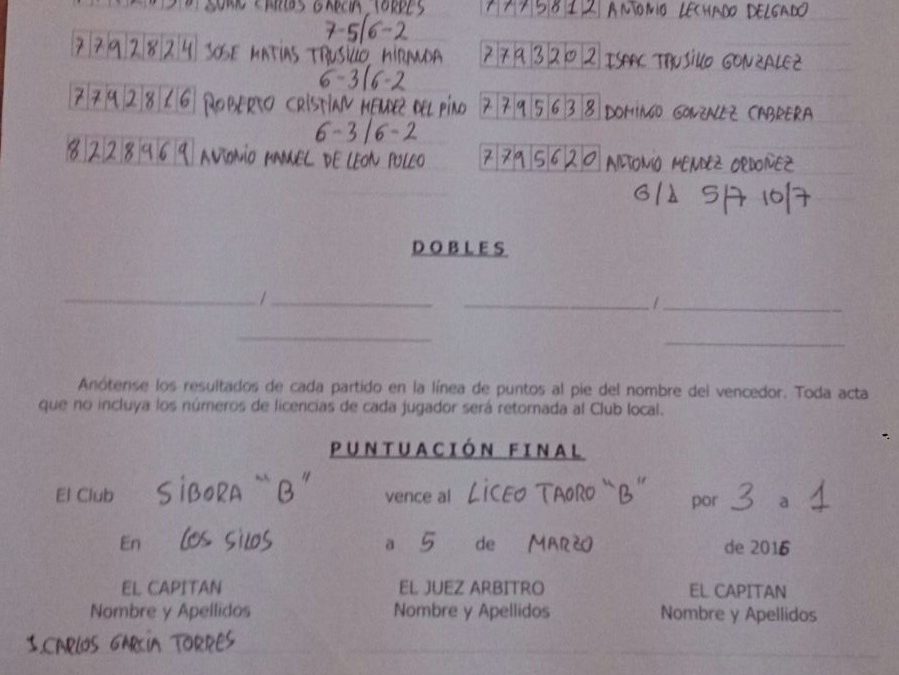 JUAN CARLOS GARCIA TORRES 7775812 ANTONIO LECHADO DELGADO
7-5/6-2
7792824 JOSE MATIAS TRUSILLO MIRANDA 7793202 ISAAC TRUSILLO GONZALEZ
6-3/6-2
7792816 ROBERTO CRISTIAN MENDEZ DEL PINO 7795638 DOMINGO GONZALEZ CABRERA
6-3/6-2
8228969 ANTONIO MANUEL DE LEON POLEO 7795620 ANTONIO MENDEZ ORDOÑEZ
6/1 5/7 10/7
DOBLES
/ /
Anótense los resultados de cada partido en la línea de puntos al pie del nombre del vencedor. Toda acta
que no incluya los números de licencias de cada jugador será retornada al Club local.
PUNTUACIÓN FINAL
El Club SIBORA "B" vence al LICEO TAORO "B" por 3 a 1
En LOS SILOS a 5 de MARZO de 2016
EL CAPITAN EL JUEZ ARBITRO EL CAPITAN
Nombre y Apellidos Nombre y Apellidos Nombre y Apellidos
J.CARLOS GARCIA TORRES